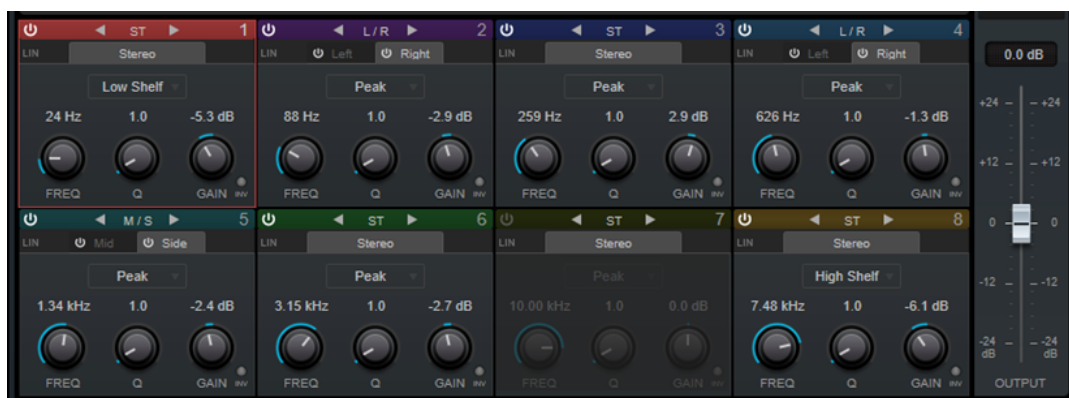 ST 1 L / R 2 ST 3 L / R 4
LIN Stereo LIN Left Right LIN Stereo LIN Left Right 0.0 dB
Low Shelf Peak Peak Peak
24 Hz 1.0 -5.3 dB 88 Hz 1.0 -2.9 dB 259 Hz 1.0 2.9 dB 626 Hz 1.0 -1.3 dB +24 +24
+12 +12
FREQ Q GAIN INV FREQ Q GAIN INV FREQ Q GAIN INV FREQ Q GAIN INV
M / S 5 ST 6 ST 7 ST 8 0 0
LIN Mid Side LIN Stereo LIN Stereo LIN Stereo
Peak Peak Peak High Shelf -12 -12
1.34 kHz 1.0 -2.4 dB 3.15 kHz 1.0 -2.7 dB 10.00 kHz 1.0 0.0 dB 7.48 kHz 1.0 -6.1 dB
-24 -24
dB dB
FREQ Q GAIN INV FREQ Q GAIN INV FREQ Q GAIN INV FREQ Q GAIN INV OUTPUT